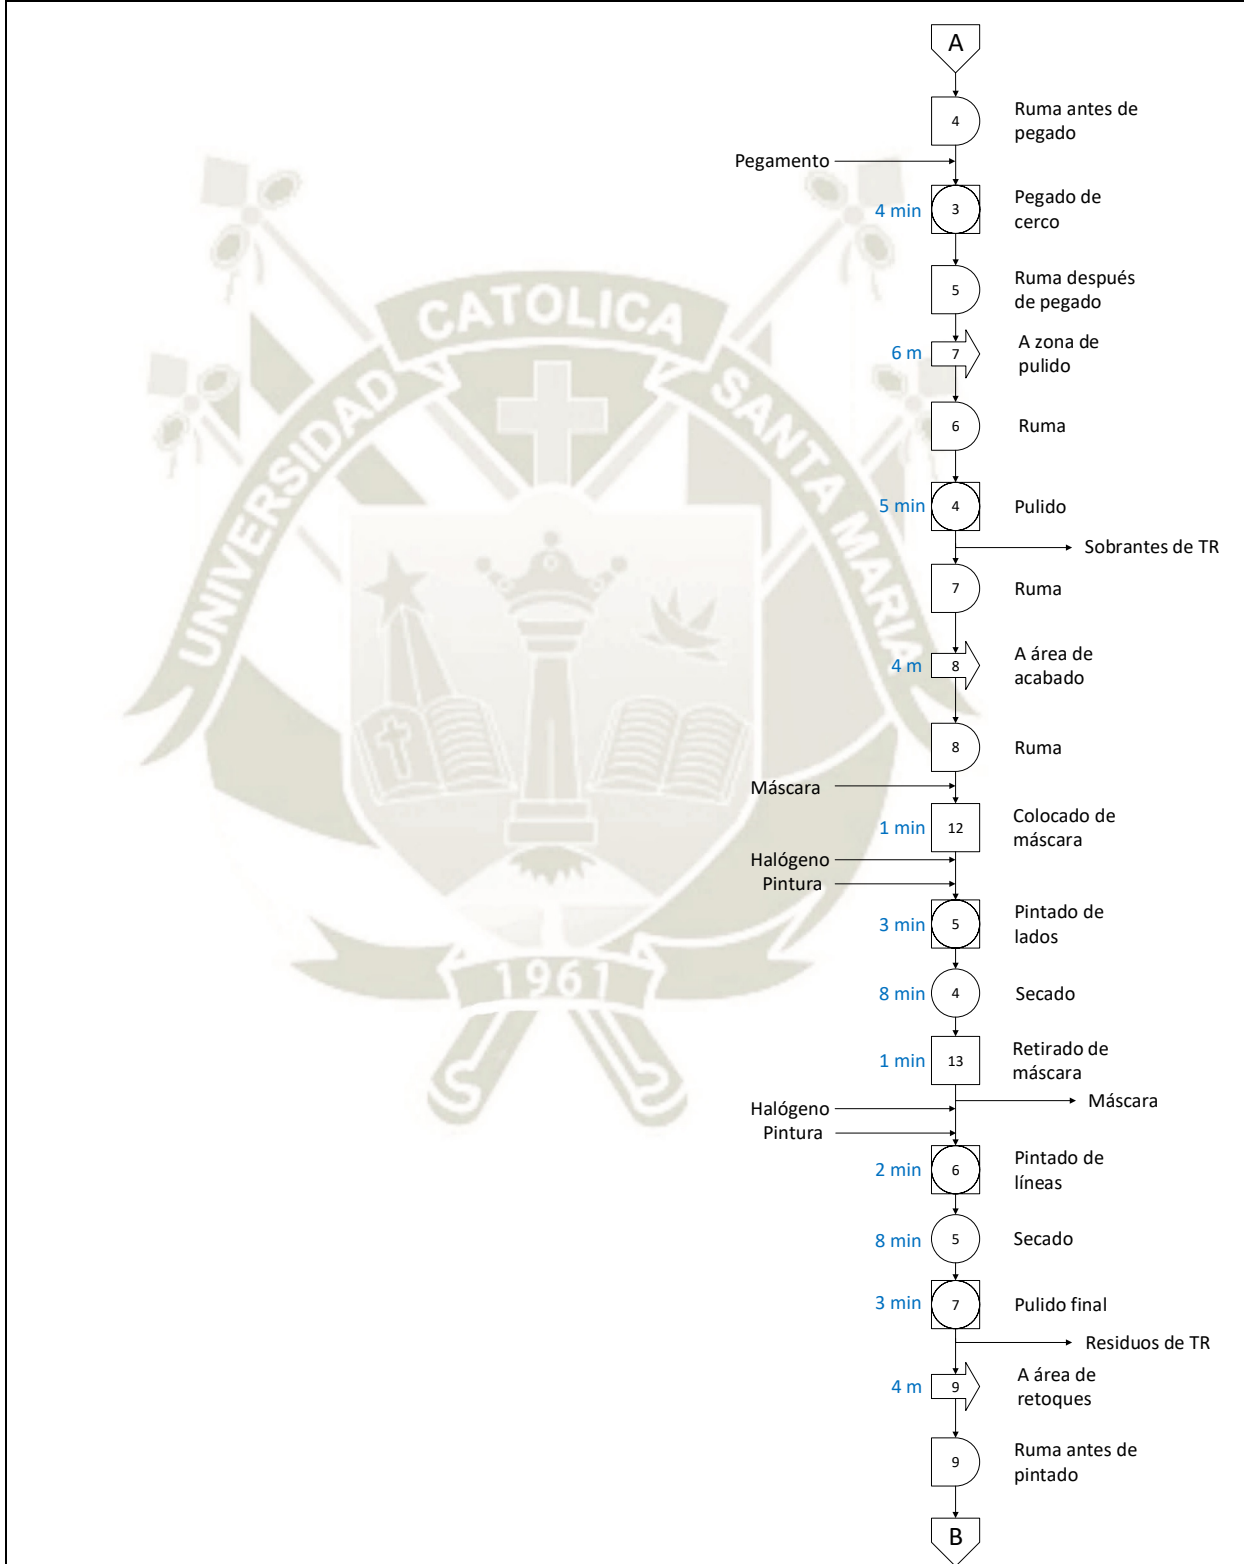 A
4
Ruma antes de
pegado
Pegamento
4 min
3
Pegado de
cerco
5
Ruma después
de pegado
6 m
7
A zona de
pulido
6
Ruma
5 min
4
Pulido
Sobrantes de TR
7
Ruma
4 m
8
A área de
acabado
8
Ruma
Máscara
1 min
12
Colocado de
máscara
Halógeno
Pintura
3 min
5
Pintado de
lados
8 min
4
Secado
1 min
13
Retirado de
máscara
Máscara
Halógeno
Pintura
2 min
6
Pintado de
líneas
8 min
5
Secado
3 min
7
Pulido final
Residuos de TR
4 m
9
A área de
retoques
9
Ruma antes de
pintado
B
UNIVERSIDAD
CATOLICA
SANTA MARIA
1961